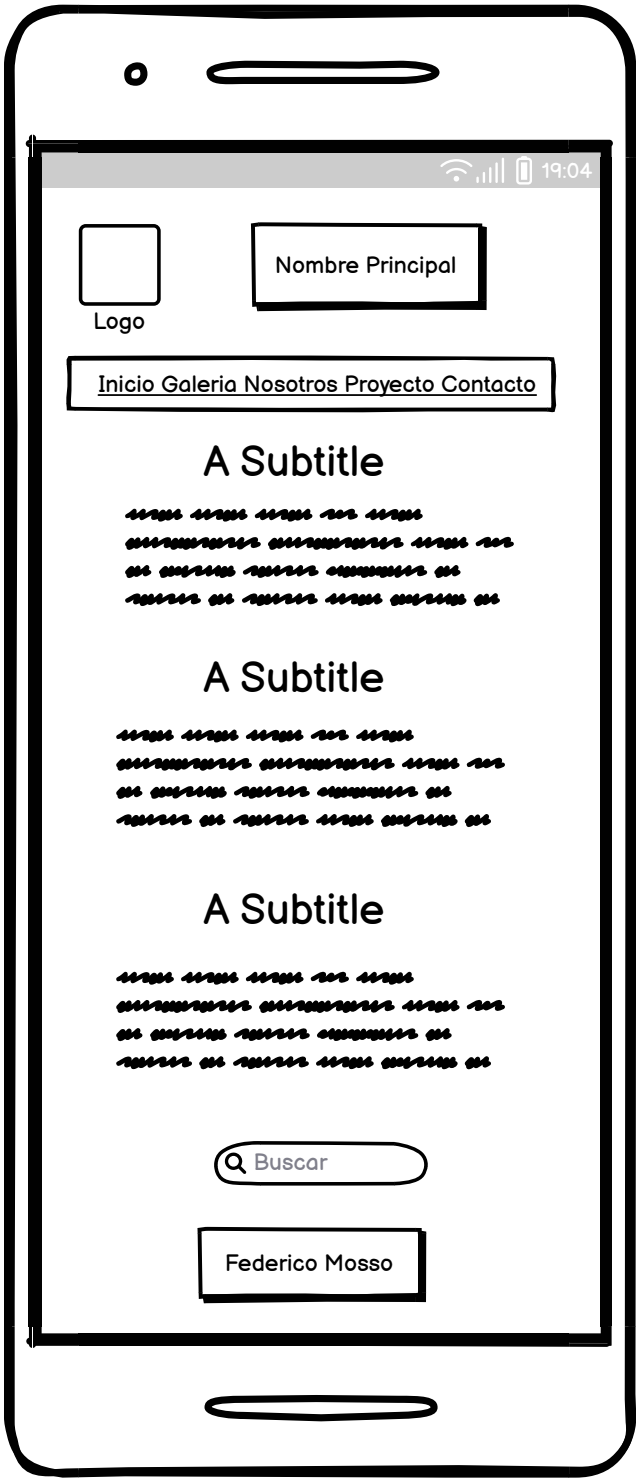 19:04
Nombre Principal
Logo
Inicio Galeria Nosotros Proyecto Contacto
A Subtitle
A Subtitle
A Subtitle
Buscar
Federico Mosso